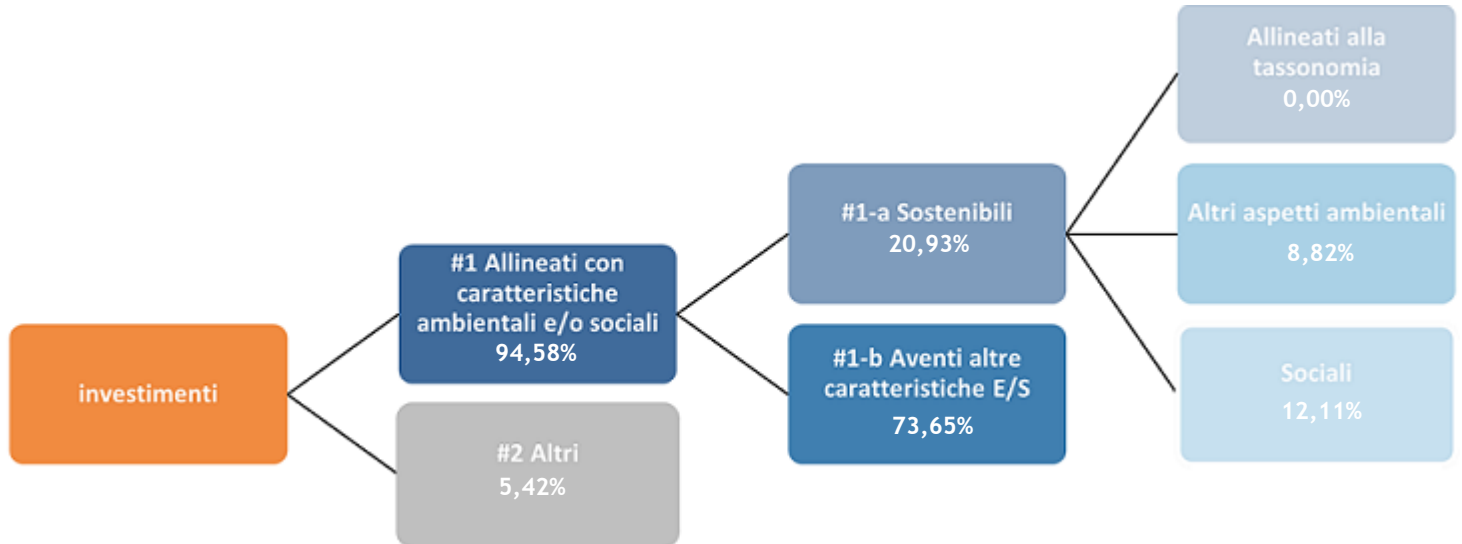 investimenti
#1 Allineati con
caratteristiche
ambientali e/o sociali
94,58%
#2 Altri
5,42%
#1-a Sostenibili
20,93%
#1-b Aventi altre
caratteristiche E/S
73,65%
Allineati alla
tassonomia
0,00%
Altri aspetti ambientali
8,82%
Sociali
12,11%